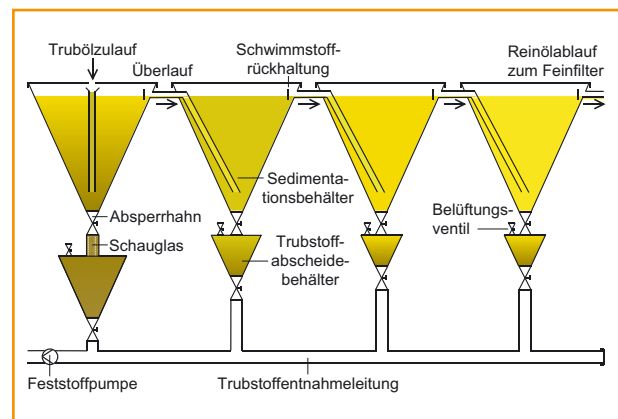 Trubölzulauf
Überlauf
Schwimmstoff-
rückhaltung
Reinölablauf
zum Feinfilter
Sedimenta-
tionsbehälter
Absperrhahn
Belüftungs-
ventil
Schauglas
Trubstoff-
abscheide-
behälter
Feststoffpumpe
Trubstoffentnahmeleitung